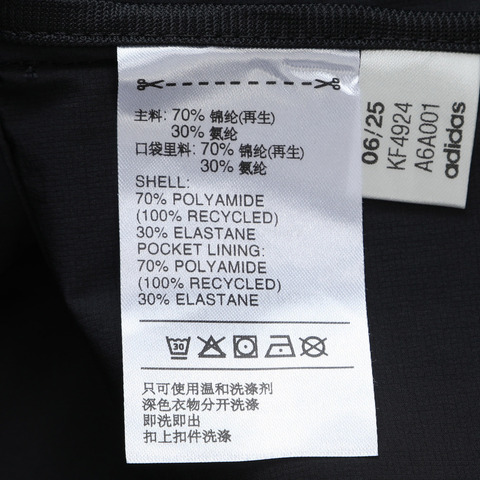 主料: 70% 锦纶(再生)
30% 氨纶
口袋里料: 70% 锦纶(再生)
30% 氨纶
SHELL:
70% POLYAMIDE
(100% RECYCLED)
30% ELASTANE
POCKET LINING:
70% POLYAMIDE
(100% RECYCLED)
30% ELASTANE
30
只可使用温和洗涤剂
深色衣物分开洗涤
即洗即出
扣上扣件洗涤
06/25
KF4924
A6A001
adidas